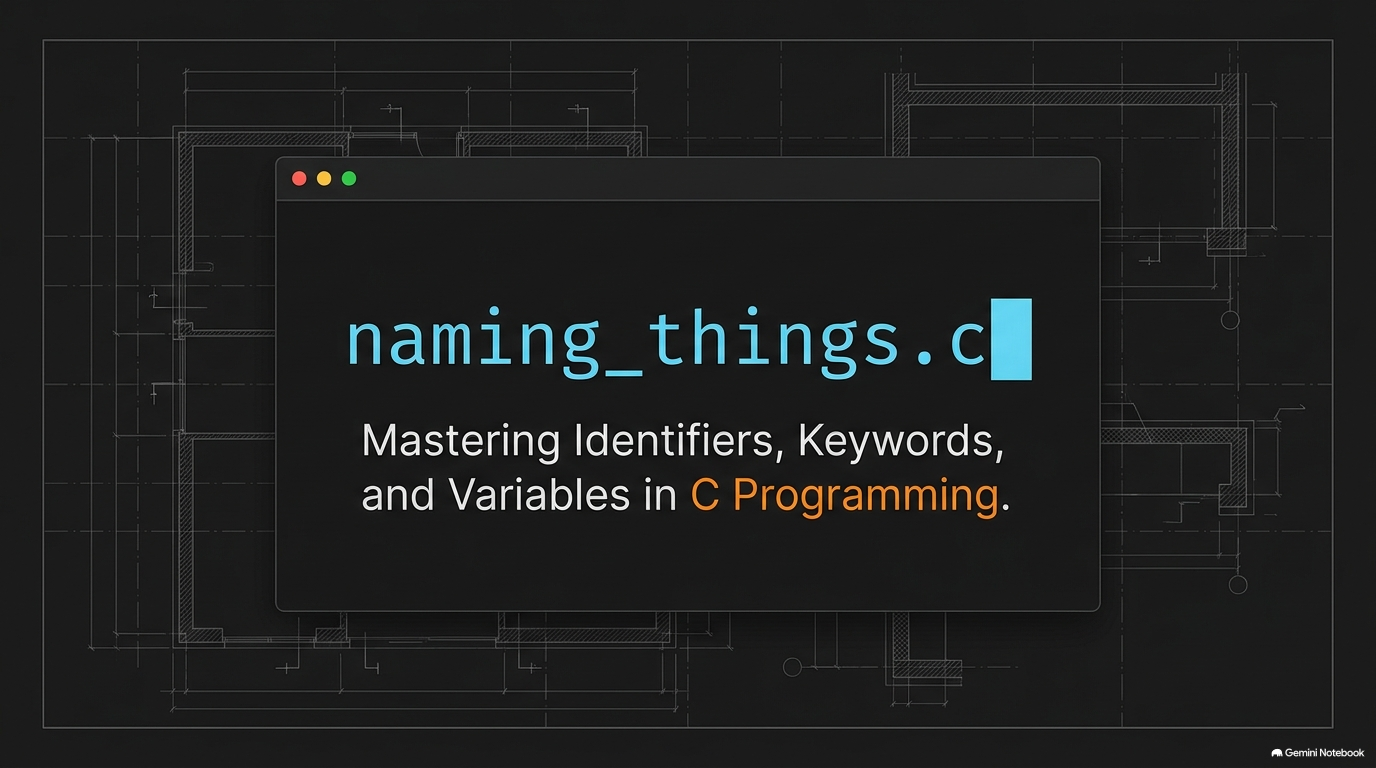 naming_things.c
Mastering Identifiers, Keywords,
and Variables in C Programming.
Gemini Notebook